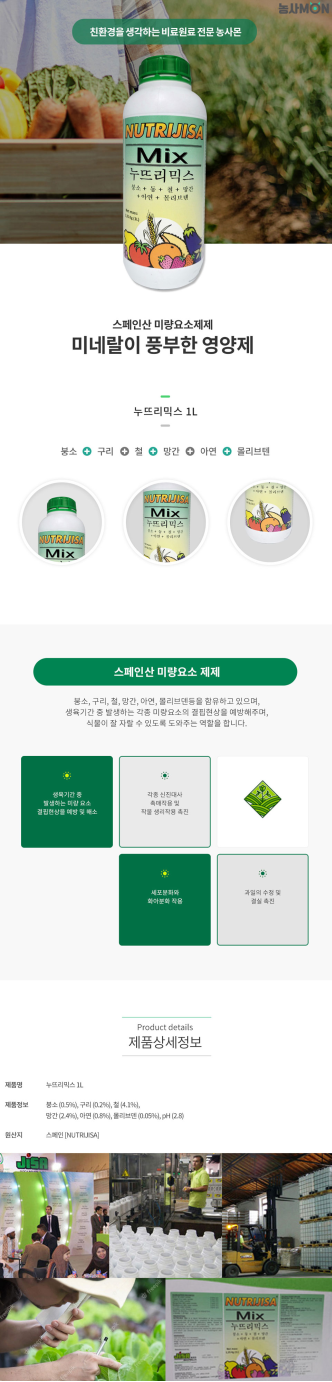 농사MON
친환경을 생각하는 비료원료 전문 농사몬
NUTRIJISA
Mix
누뜨리믹스
붕소 + 동 + 철 + 망간
+ 아연 + 몰리브덴
스페인산 미량요소제제
미네랄이 풍부한 영양제
누뜨리믹스 1L
붕소 + 구리 + 철 + 망간 + 아연 + 몰리브덴
NUTRIJISA
Mix
NUTRIJISA
Mix
누뜨리믹스
스페인산 미량요소 제제
붕소, 구리, 철, 망간, 아연, 몰리브덴등을 함유하고 있으며,
생육기간 중 발생하는 각종 미량요소의 결핍현상을 예방해주며,
식물이 잘 자랄 수 있도록 도와주는 역할을 합니다.
생육기간 중
발생하는 미량 요소
결핍현상을 예방 및 해소
각종 신진대사
촉매작용 및
작물 생리작용 촉진
세포분화와
화아분화 작용
과일의 수정 및
결실 촉진
Product details
제품상세정보
제품명 누뜨리믹스 1L
제품정보 붕소 (0.5%), 구리 (0.2%), 철 (4.1%),
망간 (2.4%), 아연 (0.8%), 몰리브덴 (0.05%), pH (2.8)
원산지 스페인 [NUTRIJISA]
JISA
NUTRIJISA
Mix
누뜨리믹스